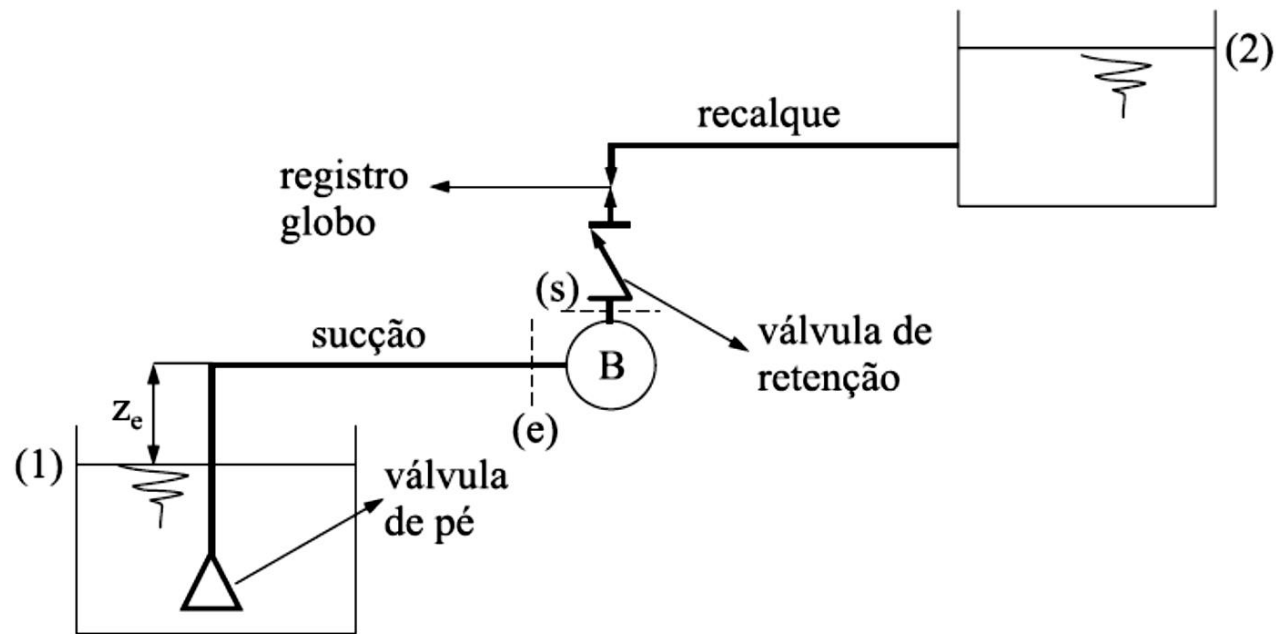 (2)
recalque
registro
globo
(s)
válvula de
retenção
sucção
B
z_e
(e)
(1)
válvula
de pé